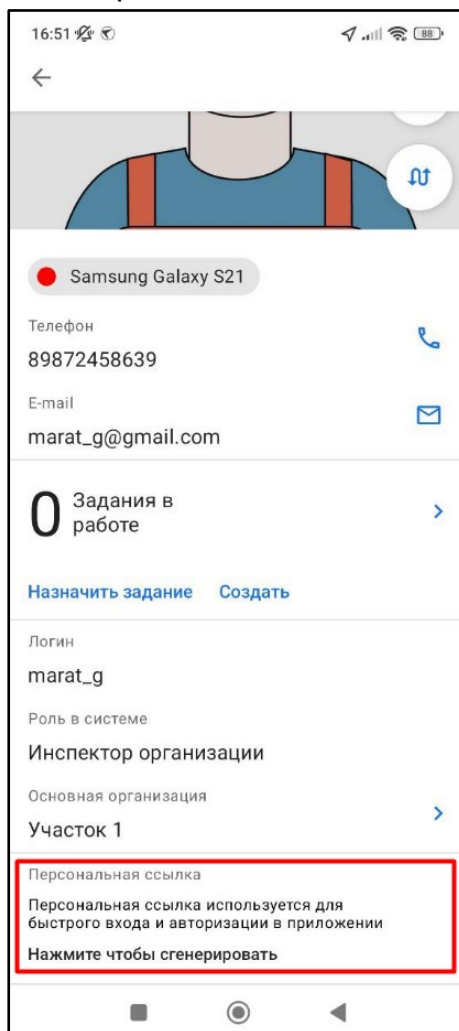 16:51
88
Samsung Galaxy S21
Телефон
89872458639
E-mail
marat_g@gmail.com
0 Задания в
работе
Назначить задание Создать
Логин
marat_g
Роль в системе
Инспектор организации
Основная организация
Участок 1
Персональная ссылка
Персональная ссылка используется для
быстрого входа и авторизации в приложении
Нажмите чтобы сгенерировать